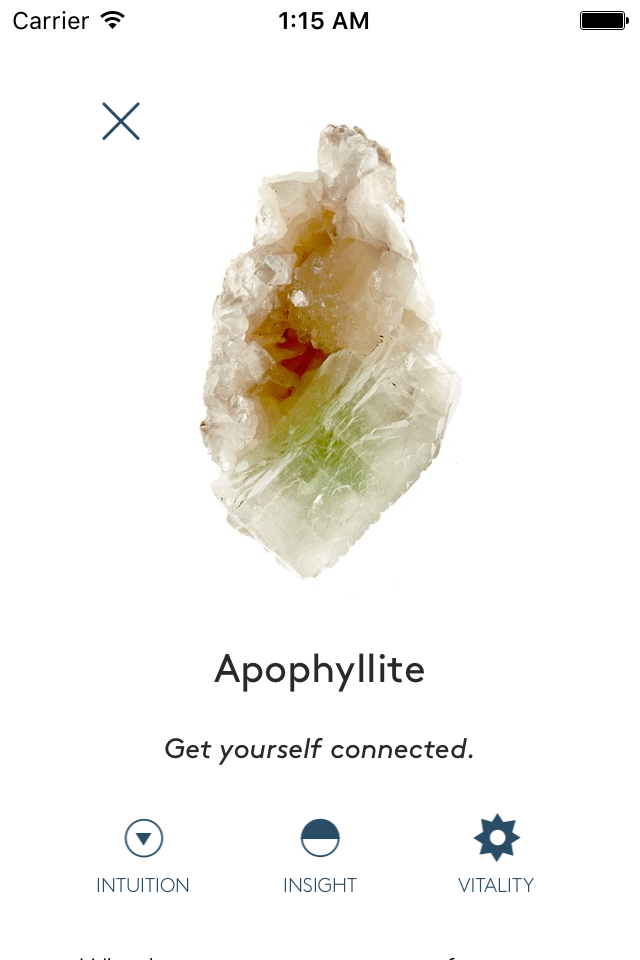 Carrier 1:15 AM
Apophyllite
Get yourself connected.
INTUITION INSIGHT VITALITY